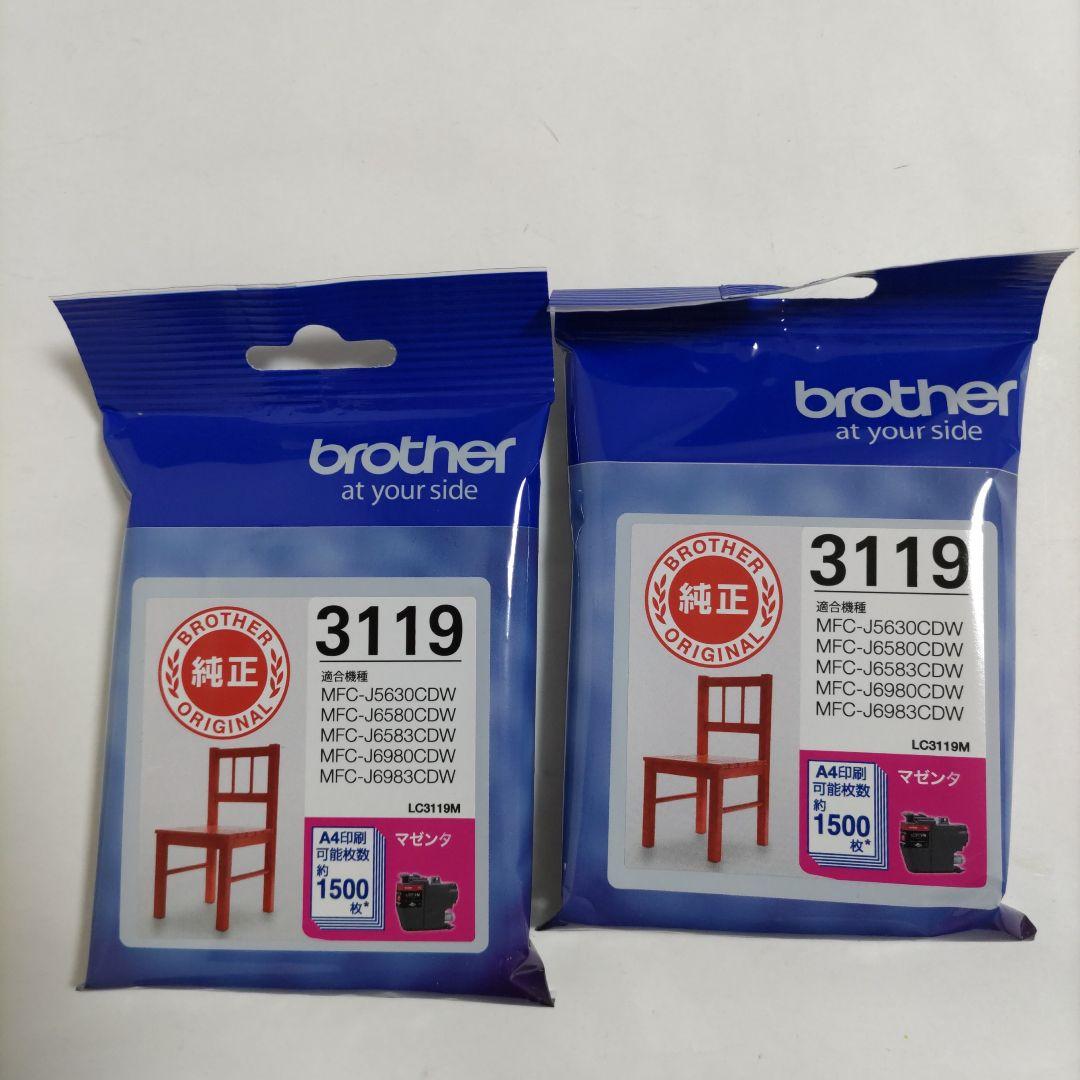 brother
at your side
BROTHER
純正
ORIGINAL
3119
適合機種
MFC-J5630CDW
MFC-J6580CDW
MFC-J6583CDW
MFC-J6980CDW
MFC-J6983CDW
LC3119M
A4印刷
可能枚数
約
1500
枚*
マゼンタ
brother
at your side
BROTHER
純正
ORIGINAL
3119
適合機種
MFC-J5630CDW
MFC-J6580CDW
MFC-J6583CDW
MFC-J6980CDW
MFC-J6983CDW
LC3119M
A4印刷
可能枚数
約
1500
枚*
マゼンタ